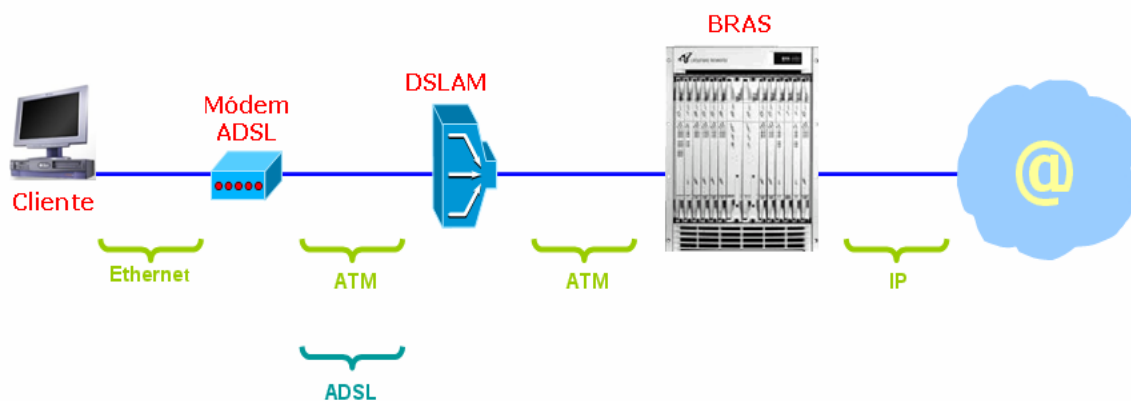 BRAS
DSLAM
Módem
ADSL
@
Cliente
Ethernet
ATM
ATM
IP
ADSL